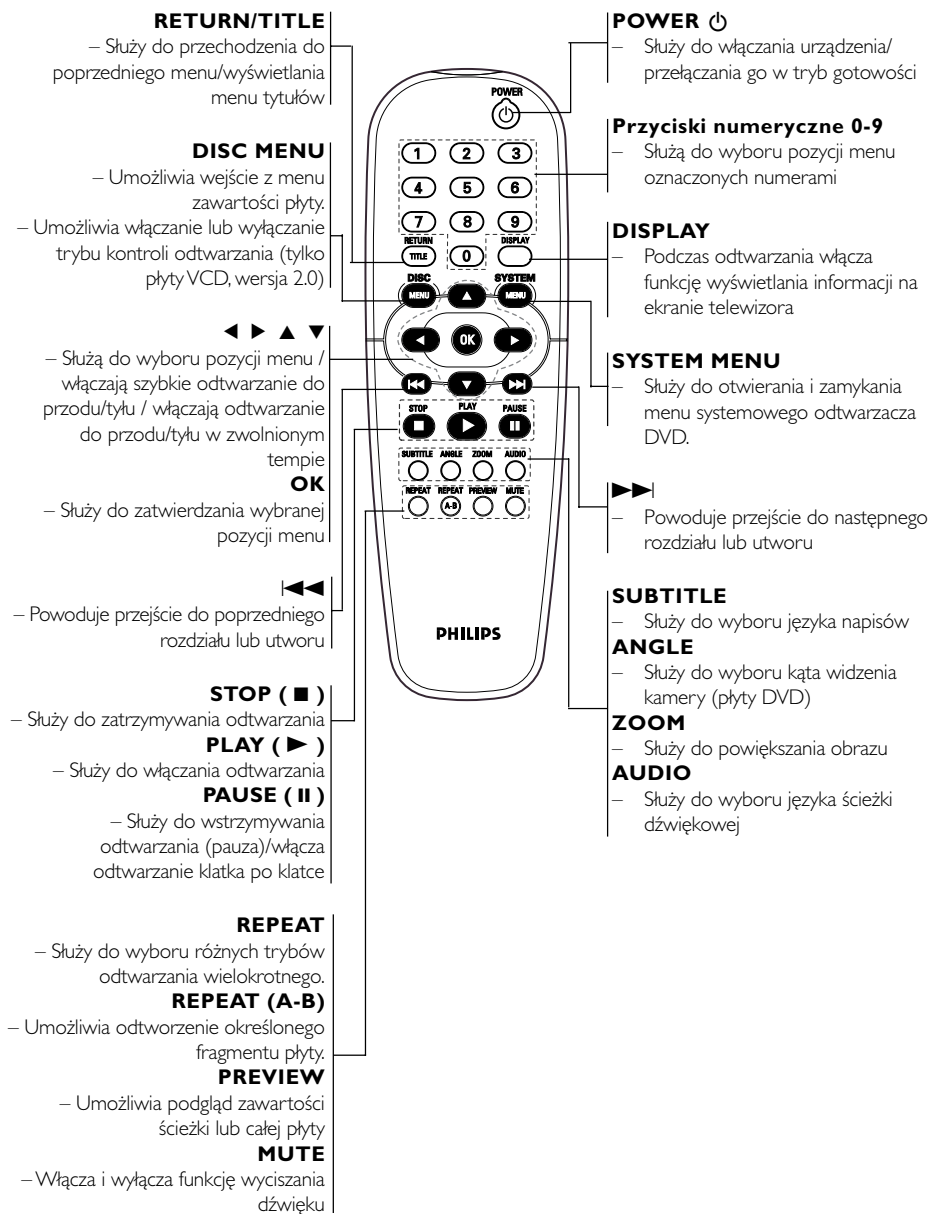 RETURN/TITLE
– Służy do przechodzenia do
poprzedniego menu/wyświetlania
menu tytułów
DISC MENU
– Umożliwia wejście z menu
zawartości płyty.
– Umożliwia włączanie lub wyłączanie
trybu kontroli odtwarzania (tylko
płyty VCD, wersja 2.0)
◀ ▶ ▲ ▼
– Służą do wyboru pozycji menu /
włączają szybkie odtwarzanie do
przodu/tyłu / włączają odtwarzanie
do przodu/tyłu w zwolnionym
tempie
OK
– Służy do zatwierdzania wybranej
pozycji menu
|◀◀
– Powoduje przejście do poprzedniego
rozdziału lub utworu
STOP ( ■ )
– Służy do zatrzymywania odtwarzania
PLAY ( ▶ )
– Służy do włączania odtwarzania
PAUSE ( II )
– Służy do wstrzymywania
odtwarzania (pauza)/włącza
odtwarzanie klatka po klatce
REPEAT
– Służy do wyboru różnych trybów
odtwarzania wielokrotnego.
REPEAT (A-B)
– Umożliwia odtworzenie określonego
fragmentu płyty.
PREVIEW
– Umożliwia podgląd zawartości
ścieżki lub całej płyty
MUTE
– Włącza i wyłącza funkcję wyciszania
dźwięku
POWER
1 2 3
4 5 6
7 8 9
RETURN DISPLAY
TITLE 0
DISC SYSTEM
MENU ▲ MENU
◀ OK ▶
|◀◀ ▼ ▶▶|
STOP PLAY PAUSE
■ ▶ II
SUBTITLE ANGLE ZOOM AUDIO
REPEAT REPEAT PREVIEW MUTE
A-B
PHILIPS
POWER ⏻
– Służy do włączania urządzenia/
przełączania go w tryb gotowości
Przyciski numeryczne 0-9
– Służą do wyboru pozycji menu
oznaczonych numerami
DISPLAY
– Podczas odtwarzania włącza
funkcję wyświetlania informacji na
ekranie telewizora
SYSTEM MENU
– Służy do otwierania i zamykania
menu systemowego odtwarzacza
DVD.
▶▶|
– Powoduje przejście do następnego
rozdziału lub utworu
SUBTITLE
– Służy do wyboru języka napisów
ANGLE
– Służy do wyboru kąta widzenia
kamery (płyty DVD)
ZOOM
– Służy do powiększania obrazu
AUDIO
– Służy do wyboru języka ścieżki
dźwiękowej